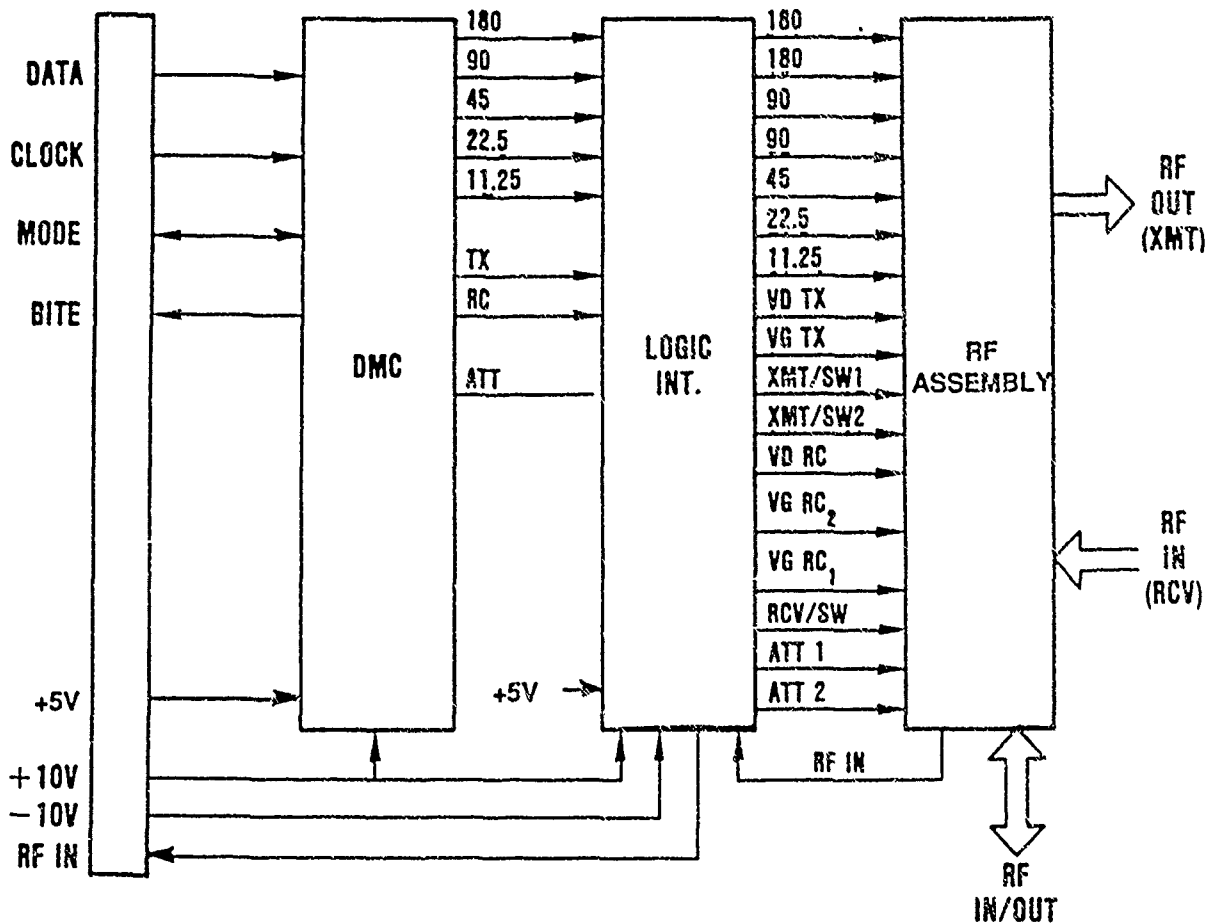 DATA
CLOCK
MODE
BITE
+5V
+10V
−10V
RF IN
180
90
45
22.5
11.25
TX
RC
ATT
DMC
+5V
LOGIC
INT.
180
180
90
90
45
22.5
11.25
VD TX
VG TX
XMT/SW1
XMT/SW2
VD RC
VG RC2
VG RC1
RCV/SW
ATT 1
ATT 2
RF IN
RF
ASSEMBLY
RF
OUT
(XMT)
RF
IN
(RCV)
RF
IN/OUT